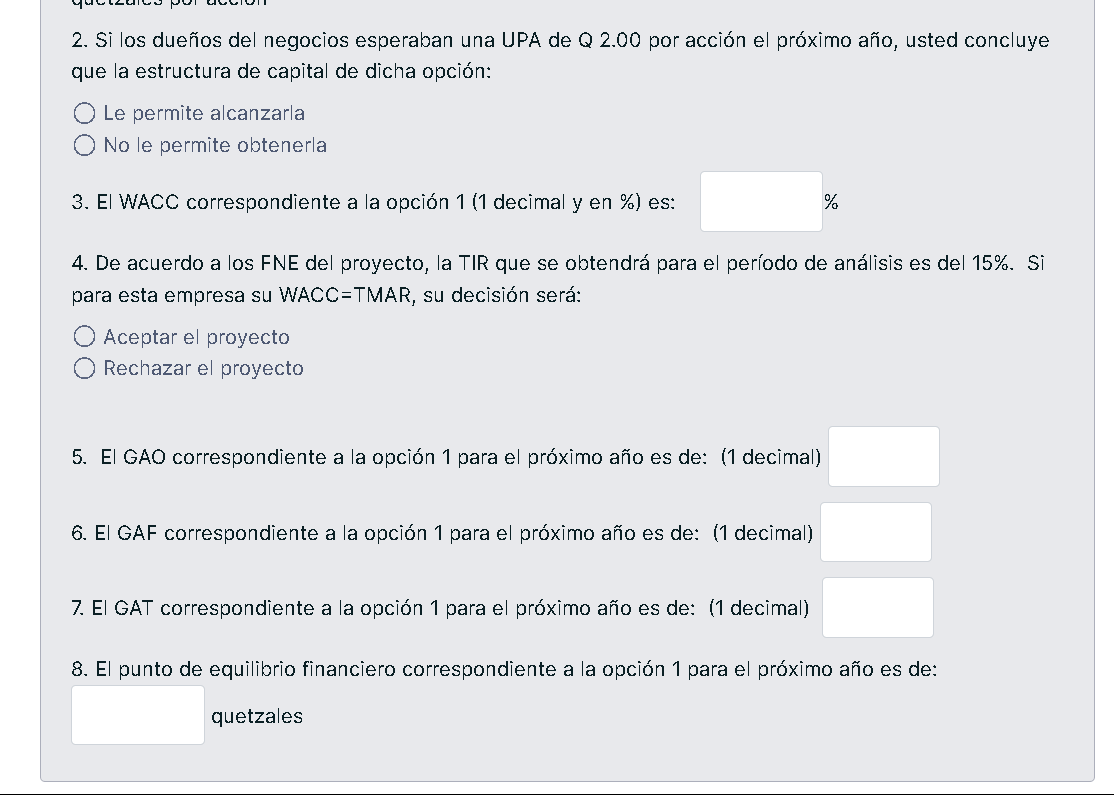 quetzales por acción
2. Si los dueños del negocios esperaban una UPA de Q 2.00 por acción el próximo año, usted concluye
que la estructura de capital de dicha opción:
Le permite alcanzarla
No le permite obtenerla
3. El WACC correspondiente a la opción 1 (1 decimal y en %) es: %
4. De acuerdo a los FNE del proyecto, la TIR que se obtendrá para el período de análisis es del 15%. Si
para esta empresa su WACC=TMAR, su decisión será:
Aceptar el proyecto
Rechazar el proyecto
5. El GAO correspondiente a la opción 1 para el próximo año es de: (1 decimal)
6. El GAF correspondiente a la opción 1 para el próximo año es de: (1 decimal)
7. El GAT correspondiente a la opción 1 para el próximo año es de: (1 decimal)
8. El punto de equilibrio financiero correspondiente a la opción 1 para el próximo año es de:
quetzales